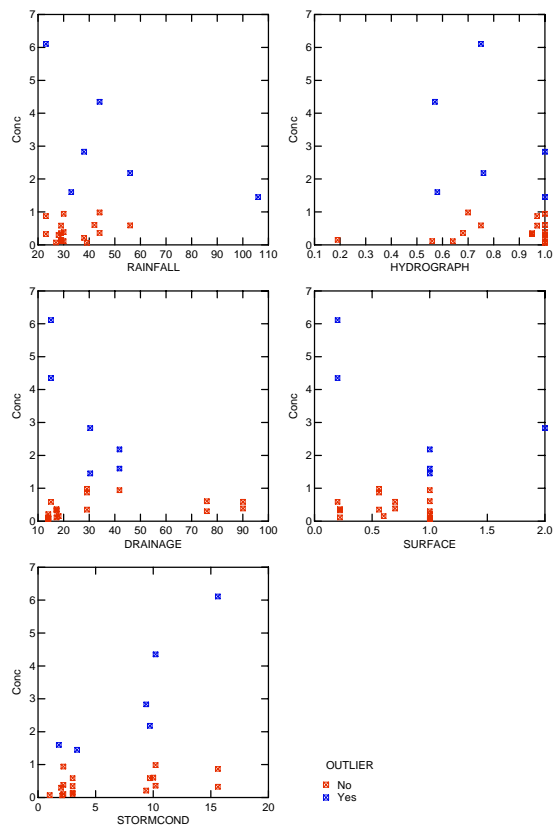 7 7
6 6
5 5
4 4
Conc Conc
3 3
2 2
1 1
0 0
20 30 40 50 60 70 80 90 100 110 0.1 0.2 0.3 0.4 0.5 0.6 0.7 0.8 0.9 1.0
RAINFALL HYDROGRAPH
7 7
6 6
5 5
4 4
Conc Conc
3 3
2 2
1 1
0 0
10 20 30 40 50 60 70 80 90 100 0.0 0.5 1.0 1.5 2.0
DRAINAGE SURFACE
7
6
5
4
Conc
3
2
1
0
0 5 10 15 20
STORMCOND
OUTLIER
No
Yes